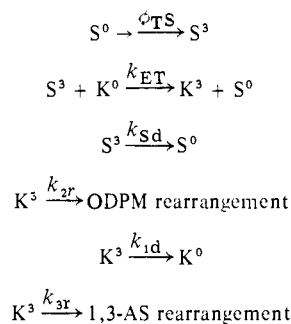 S⁰ → ϕTS → S³
S³ + K⁰ kET → K³ + S⁰
S³ kSd → S⁰
K³ k2r → ODPM rearrangement
K³ k1d → K⁰
K³ k3r → 1,3-AS rearrangement